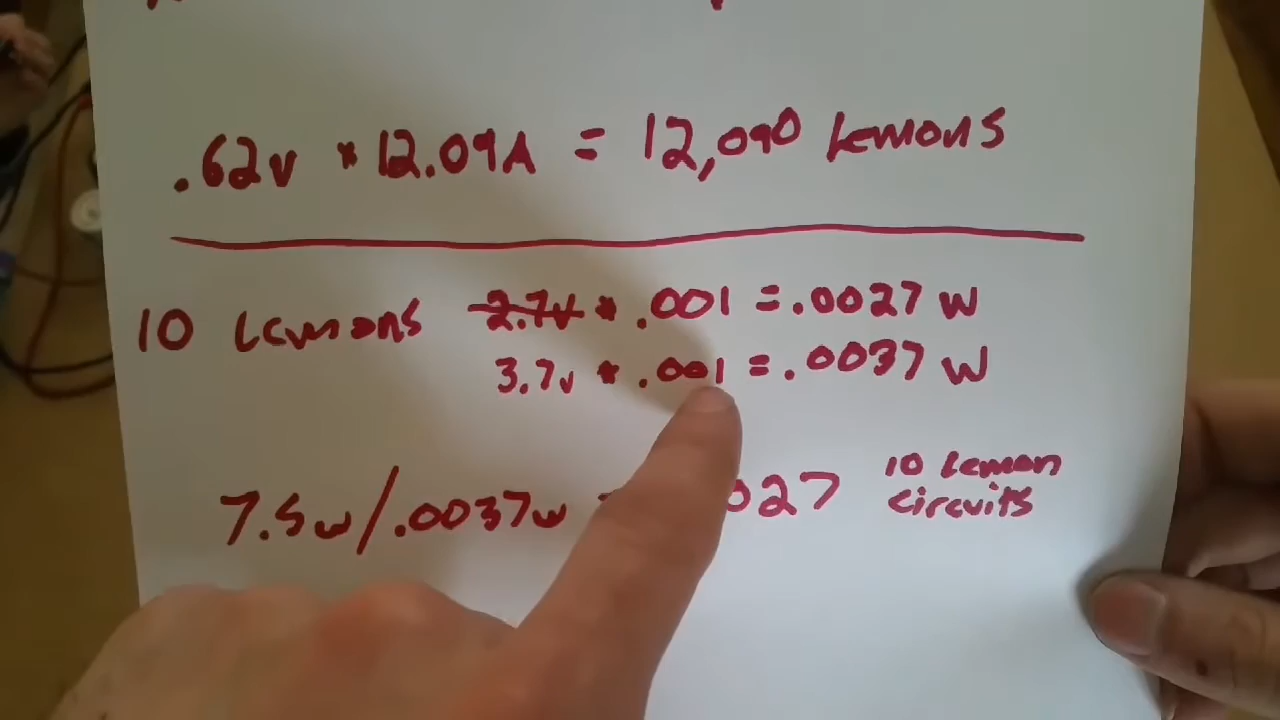 .62v * 12.09A = 12,090 Lemons
10 Lemons 2.7v * .001 = .0027 W
3.7v * .001 = .0037 W
7.5w/.0037w 027 10 Lemon
circuits